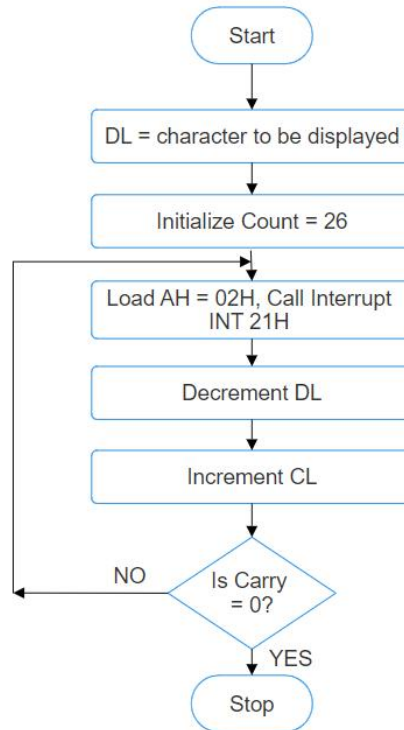 Start
DL = character to be displayed
Initialize Count = 26
Load AH = 02H, Call Interrupt
INT 21H
Decrement DL
Increment CL
NO
Is Carry
= 0?
YES
Stop